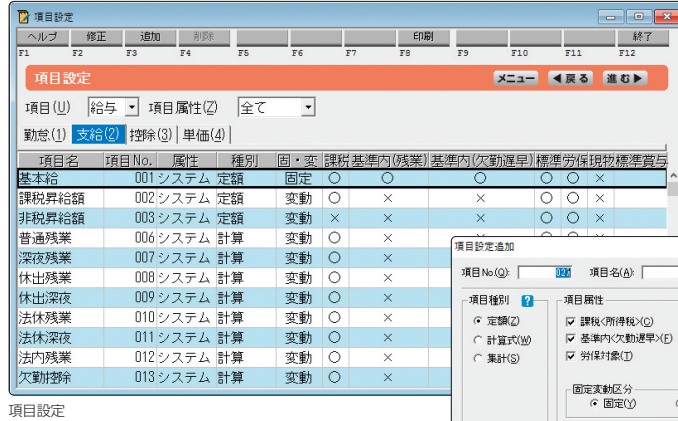 項目設定
ヘルプ 修正 追加 削除 印刷 終了
F1 F2 F3 F4 F5 F6 F7 F8 F9 F10 F11 F12
項目設定 メニュー ◀戻る 進む▶
項目(U) 給与 項目属性(Z) 全て
勤怠(1) 支給(2) 控除(3) 単価(4)
項目名 項目No. 属性 種別 固・変 課税 基準内(残業) 基準内(欠勤遅早) 標準 労保 現物 標準賞与
基本給 001 システム 定額 固定 ○ ○ ○ ○ ○ ×
課税昇給額 002 システム 定額 変動 ○ × × ○ ○ ×
非税昇給額 003 システム 定額 変動 × × × ○ ○ ×
普通残業 006 システム 計算 変動 ○ ×
深夜残業 007 システム 計算 変動 ○ ×
休出残業 008 システム 計算 変動 ○ ×
休出深夜 009 システム 計算 変動 ○ ×
法休残業 010 システム 計算 変動 ○ ×
法休深夜 011 システム 計算 変動 ○ ×
法内残業 012 システム 計算 変動 ○ ×
欠勤控除 013 システム 計算 変動 ○ ×
項目設定追加
項目No(Q): 項目名(A):
項目種別 ? 項目属性
定額(Z) 課税<所得税>(C)
計算式(W) 基準内<欠勤遅早>(F)
集計(S) 労保対象(T)
固定変動区分
固定(Y)
項目設定